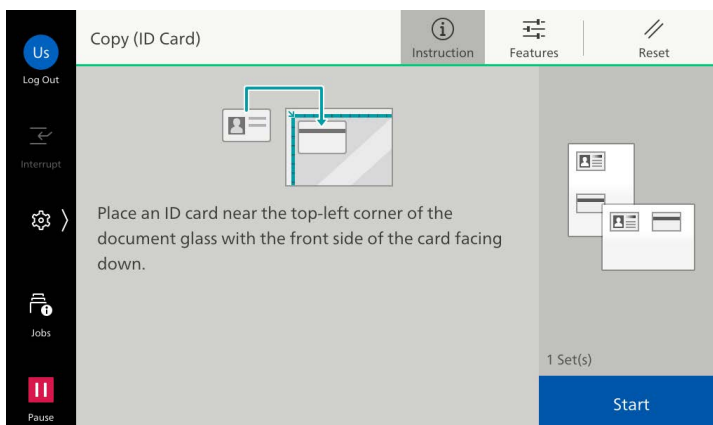 Us
Log Out
Interrupt
Jobs
Pause
Copy (ID Card)
Instruction
Features
Reset
Place an ID card near the top-left corner of the
document glass with the front side of the card facing
down.
1 Set(s)
Start